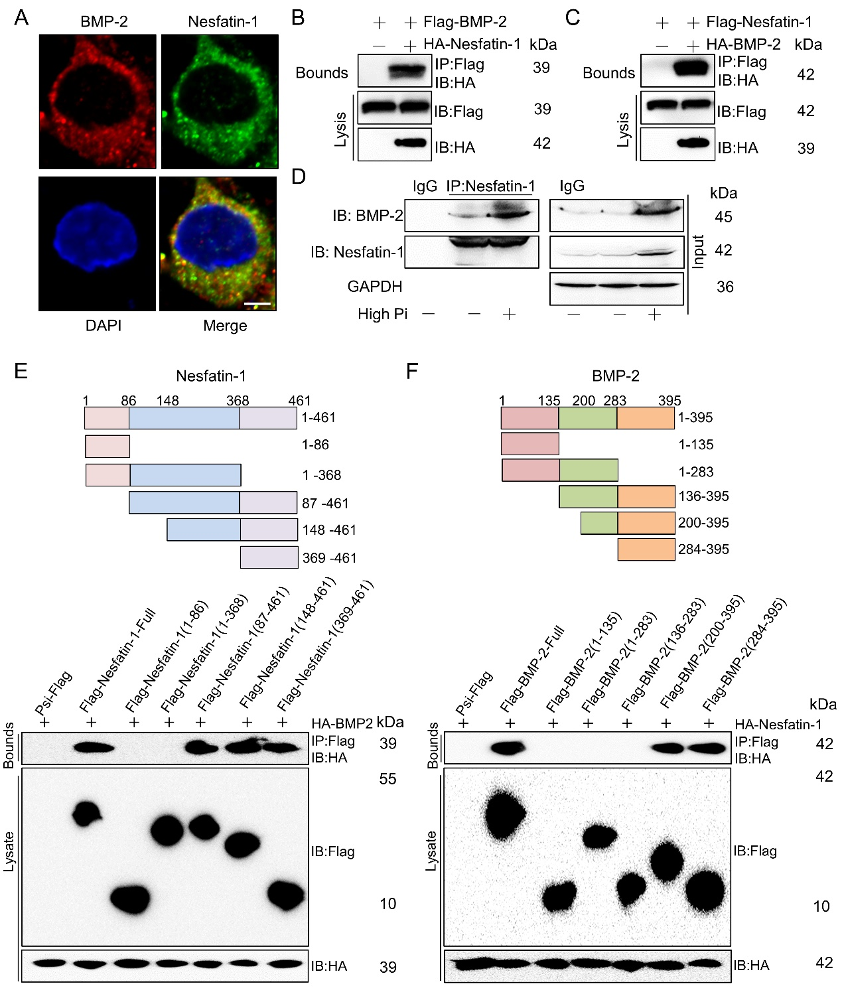 A
BMP-2 Nesfatin-1
DAPI Merge
B
+ + Flag-BMP-2
− + HA-Nesfatin-1 kDa
Bounds IP:Flag 39
IB:HA
Lysis IB:Flag 39
IB:HA 42
C
+ + Flag-Nesfatin-1
− + HA-BMP-2 kDa
Bounds IP:Flag 42
IB:HA
Lysis IB:Flag 42
IB:HA 39
D
IgG IP:Nesfatin-1 IgG kDa
IB: BMP-2 45
IB: Nesfatin-1 42
GAPDH 36
Input
High Pi − − + − − +
E
Nesfatin-1
1 86 148 368 461
1-461
1-86
1 -368
87 -461
148 -461
369 -461
Psi-Flag
Flag-Nesfatin-1-Full
Flag-Nesfatin-1(1-86)
Flag-Nesfatin-1(1-368)
Flag-Nesfatin-1(87-461)
Flag-Nesfatin-1(148-461)
Flag-Nesfatin-1(369-461)
+ + + + + + + HA-BMP2 kDa
Bounds IP:Flag 39
IB:HA
55
Lysate IB:Flag
10
IB:HA 39
F
BMP-2
1 135 200 283 395
1-395
1-135
1-283
136-395
200-395
284-395
Psi-Flag
Flag-BMP-2-Full
Flag-BMP-2(1-135)
Flag-BMP-2(1-283)
Flag-BMP-2(136-283)
Flag-BMP-2(200-395)
Flag-BMP-2(284-395)
kDa
+ + + + + + + HA-Nesfatin-1
Bounds IP:Flag 42
IB:HA
42
Lysate IB:Flag
10
IB:HA 42